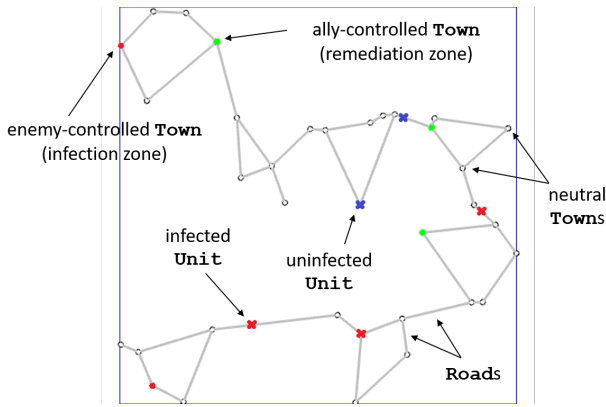 ally-controlled Town
(remediation zone)
enemy-controlled Town
(infection zone)
neutral
Towns
infected
Unit
uninfected
Unit
Roads